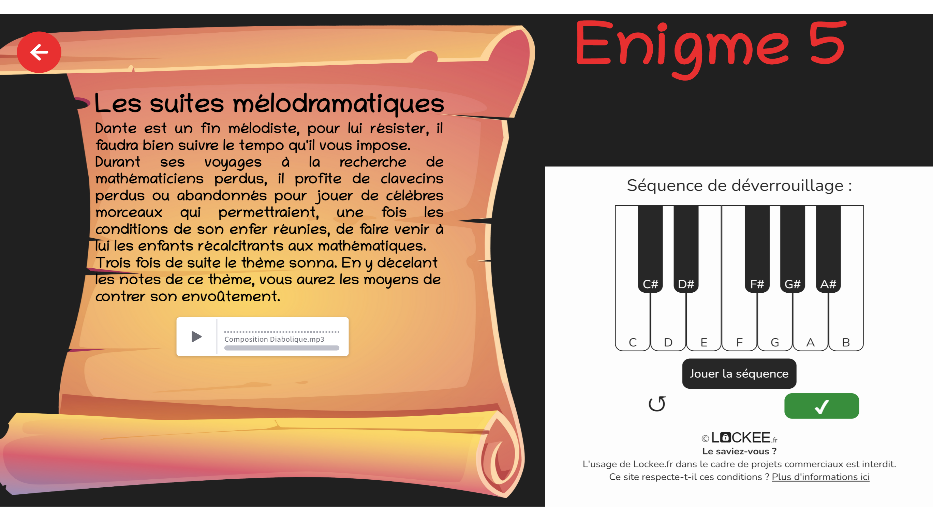 Enigme 5
Les suites mélodramatiques
Dante est un fin mélodiste, pour lui résister, il
faudra bien suivre le tempo qu'il vous impose.
Durant ses voyages à la recherche de
mathématiciens perdus, il profite de clavecins
perdus ou abandonnés pour jouer de célèbres
morceaux qui permettraient, une fois les
conditions de son enfer réunies, de faire venir à
lui les enfants récalcitrants aux mathématiques.
Trois fois de suite le thème sonna. En y décelant
les notes de ce thème, vous aurez les moyens de
contrer son envoûtement.
Composition Diabolique.mp3
Séquence de déverrouillage :
C# D# F# G# A#
C D E F G A B
Jouer la séquence
© LOCKEE.fr
Le saviez-vous ?
L'usage de Lockee.fr dans le cadre de projets commerciaux est interdit.
Ce site respecte-t-il ces conditions ? Plus d'informations ici